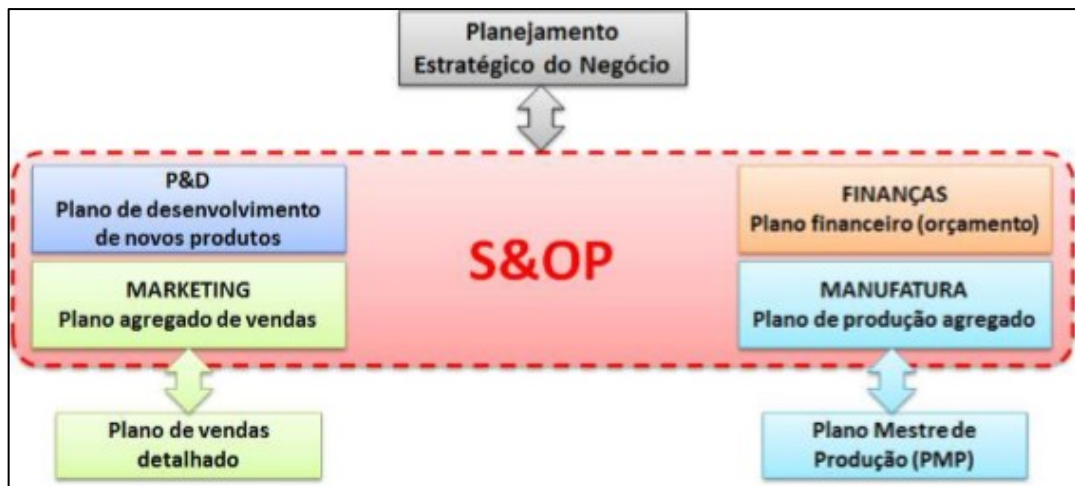 Planejamento
Estratégico do Negócio
P&D
Plano de desenvolvimento
de novos produtos
MARKETING
Plano agregado de vendas
S&OP
FINANÇAS
Plano financeiro (orçamento)
MANUFATURA
Plano de produção agregado
Plano de vendas
detalhado
Plano Mestre de
Produção (PMP)